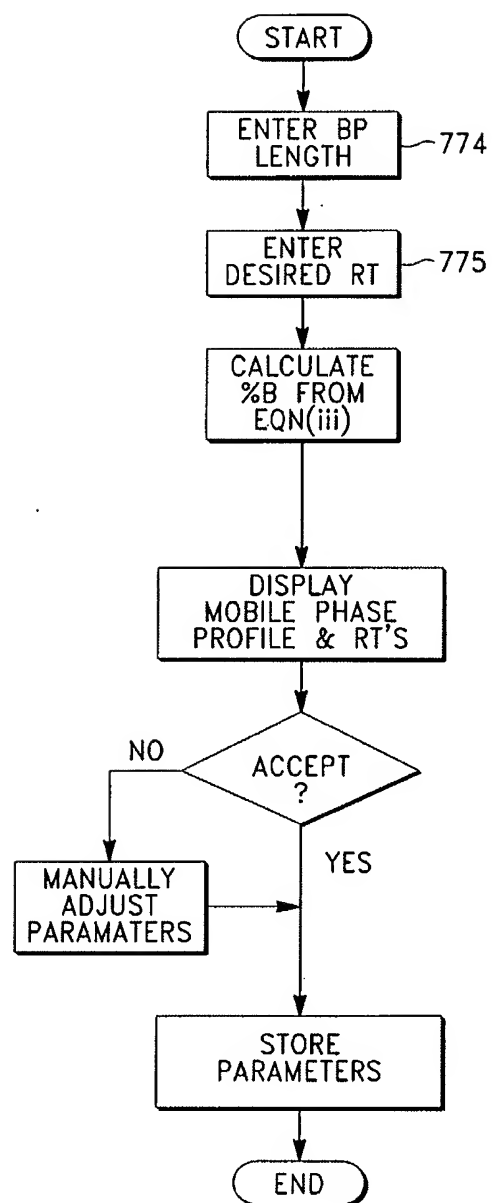 START
ENTER BP
LENGTH
774
ENTER
DESIRED RT
775
CALCULATE
%B FROM
EQN(iii)
DISPLAY
MOBILE PHASE
PROFILE & RT'S
ACCEPT
?
NO
YES
MANUALLY
ADJUST
PARAMATERS
STORE
PARAMETERS
END